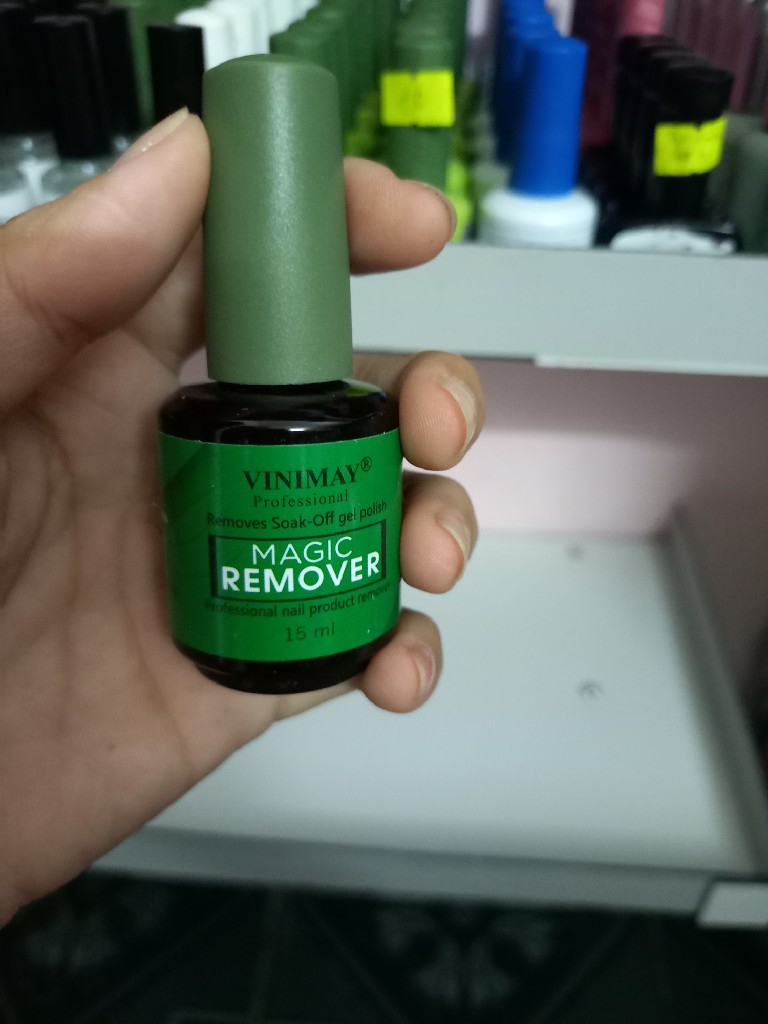 VINIMAY®
Professional
Removes Soak-Off gel polish
MAGIC
REMOVER
Professional nail product remover
15 ml